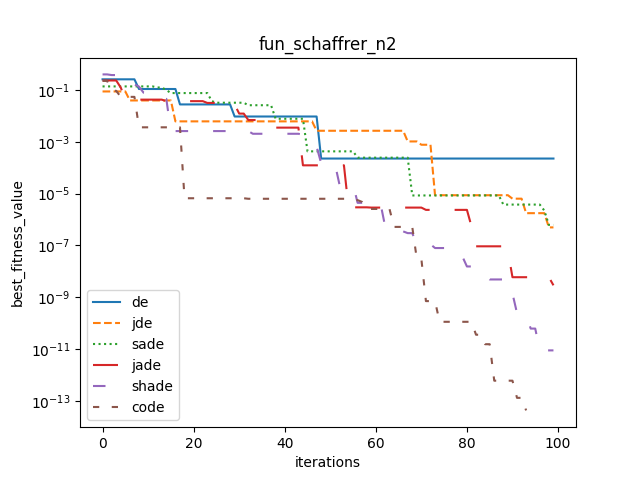 fun_schaffrer_n2
best_fitness_value
10⁻¹
10⁻³
10⁻⁵
10⁻⁷
10⁻⁹
10⁻¹¹
10⁻¹³
de
jde
sade
jade
shade
code
0 20 40 60 80 100
iterations